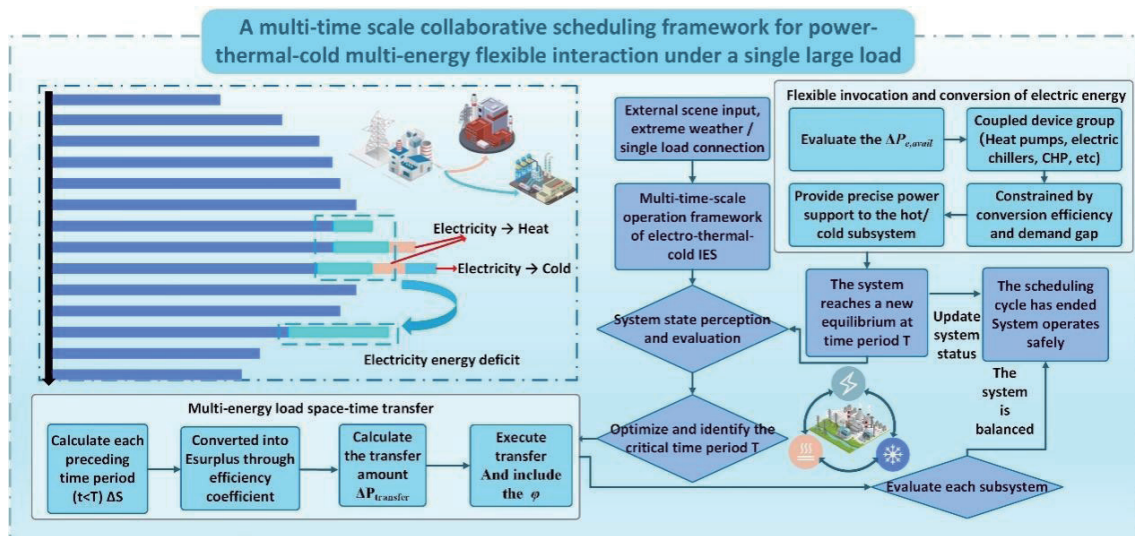 A multi-time scale collaborative scheduling framework for power-
thermal-cold multi-energy flexible interaction under a single large load
Electricity → Heat
Electricity → Cold
Electricity energy deficit
External scene input,
extreme weather /
single load connection
Multi-time-scale
operation framework
of electro-thermal-
cold IES
System state perception
and evaluation
Optimize and identify the
critical time period T
Flexible invocation and conversion of electric energy
Evaluate the ΔP_{e,avail}
Coupled device group
(Heat pumps, electric
chillers, CHP, etc)
Provide precise power
support to the hot/
cold subsystem
Constrained by
conversion efficiency
and demand gap
The system
reaches a new
equilibrium at
time period T
Update
system
status
The scheduling
cycle has ended
System operates
safely
The
system
is
balanced
Evaluate each subsystem
Multi-energy load space-time transfer
Calculate each
preceding
time period
(t<T) ΔS
Converted into
Esurplus through
efficiency
coefficient
Calculate
the transfer
amount
ΔP_{transfer}
Execute
transfer
And include
the φ